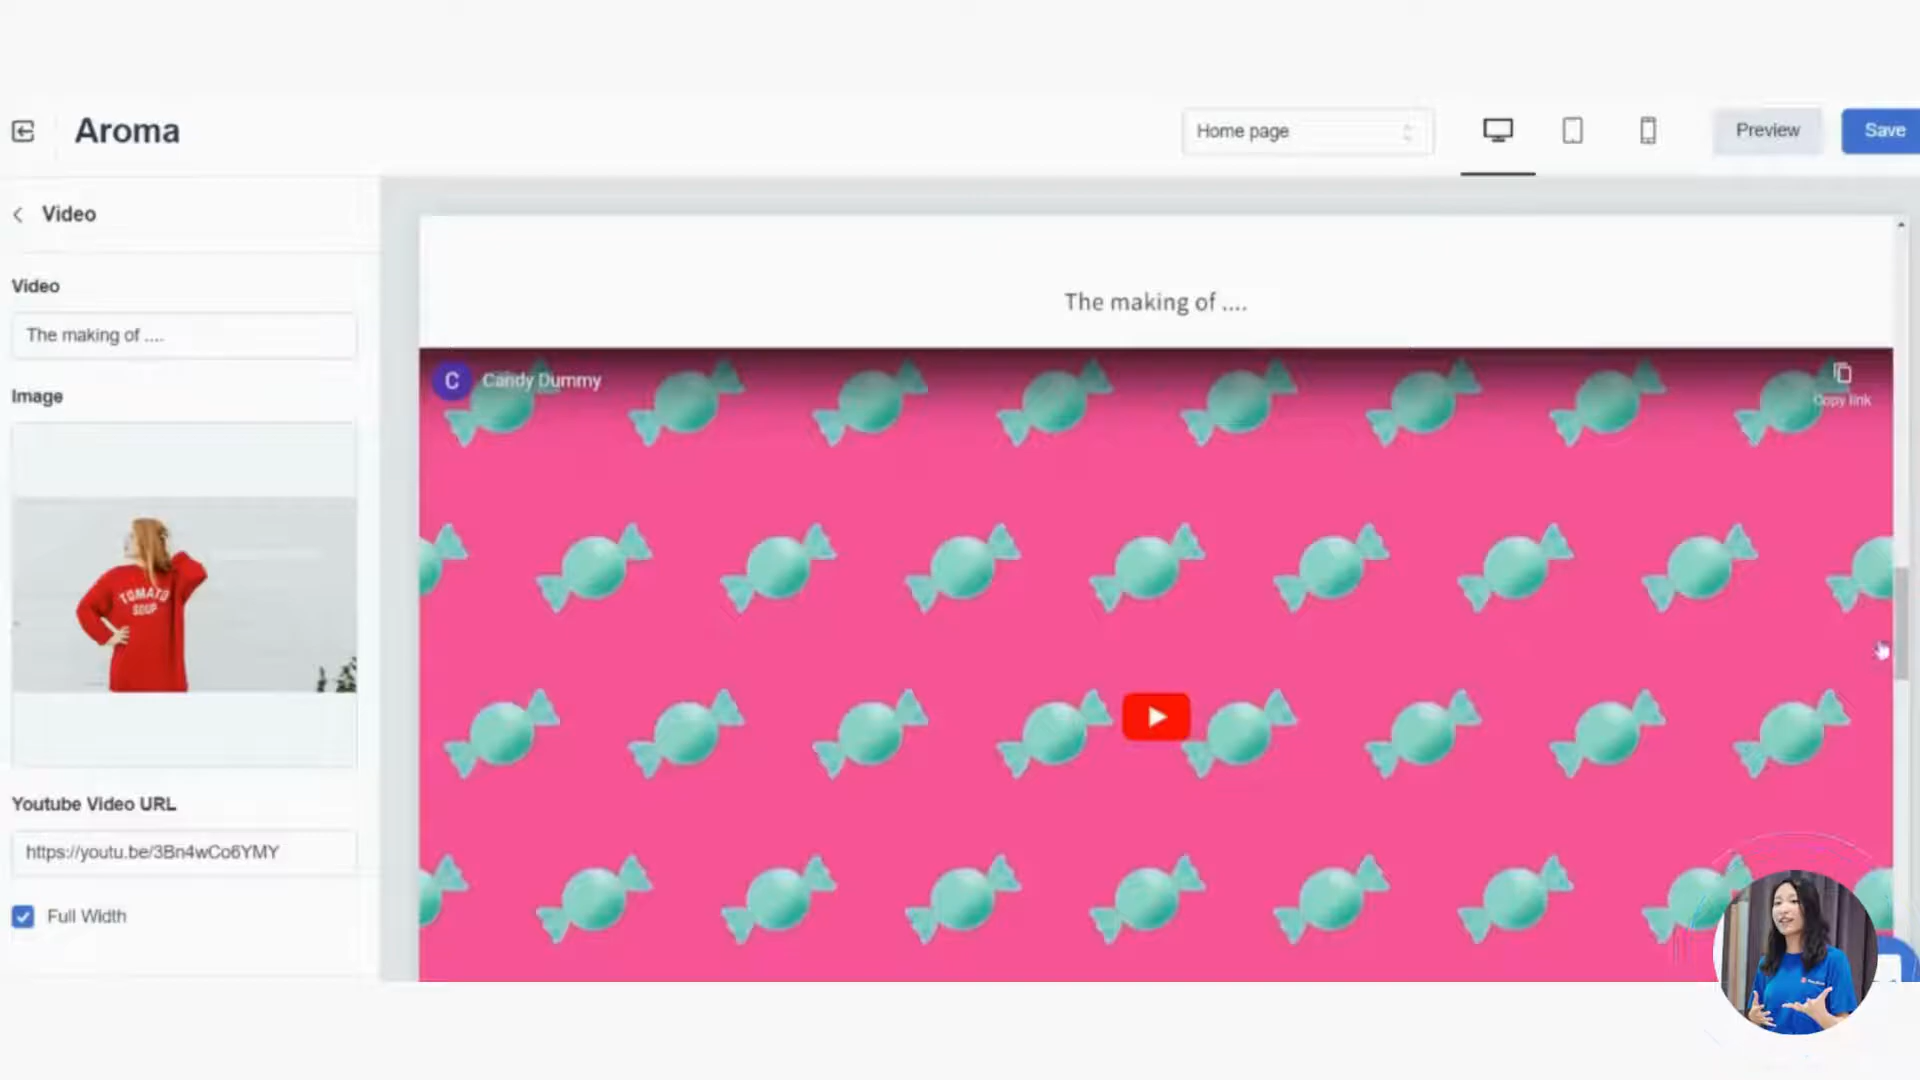 Aroma
Home page
Preview
Save
Video
Video
The making of ....
Image
TOMATO
SOUP
Youtube Video URL
https://youtu.be/3Bn4wCo6YMY
Full Width
The making of ....
C
Candy Dummy
Copy link